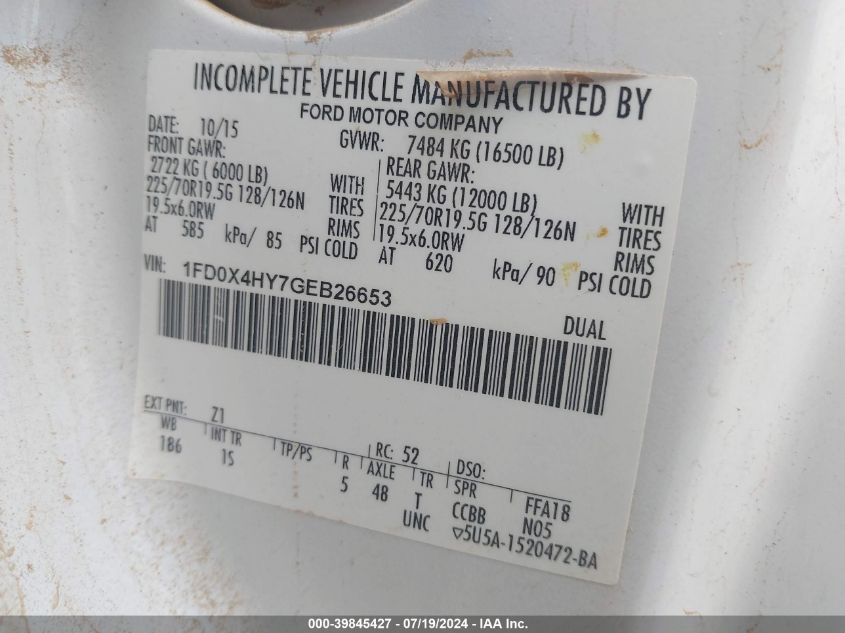 INCOMPLETE VEHICLE MANUFACTURED BY
FORD MOTOR COMPANY
DATE: 10/15 GVWR: 7484 KG (16500 LB)
FRONT GAWR: REAR GAWR:
2722 KG ( 6000 LB) WITH 5443 KG (12000 LB) WITH
225/70R19.5G 128/126N TIRES 225/70R19.5G 128/126N TIRES
19.5x6.0RW RIMS 19.5x6.0RW RIMS
AT 585 kPa/ 85 PSI COLD AT 620 kPa/ 90 PSI COLD
VIN: 1FD0X4HY7GEB26653
DUAL
EXT PNT: Z1 RC: 52 DSO:
WB INT TR TP/PS R AXLE TR SPR FFA18
186 15 5 48 T CCBB N05
UNC ▽5U5A-1520472-BA
000-39845427 - 07/19/2024 - IAA Inc.